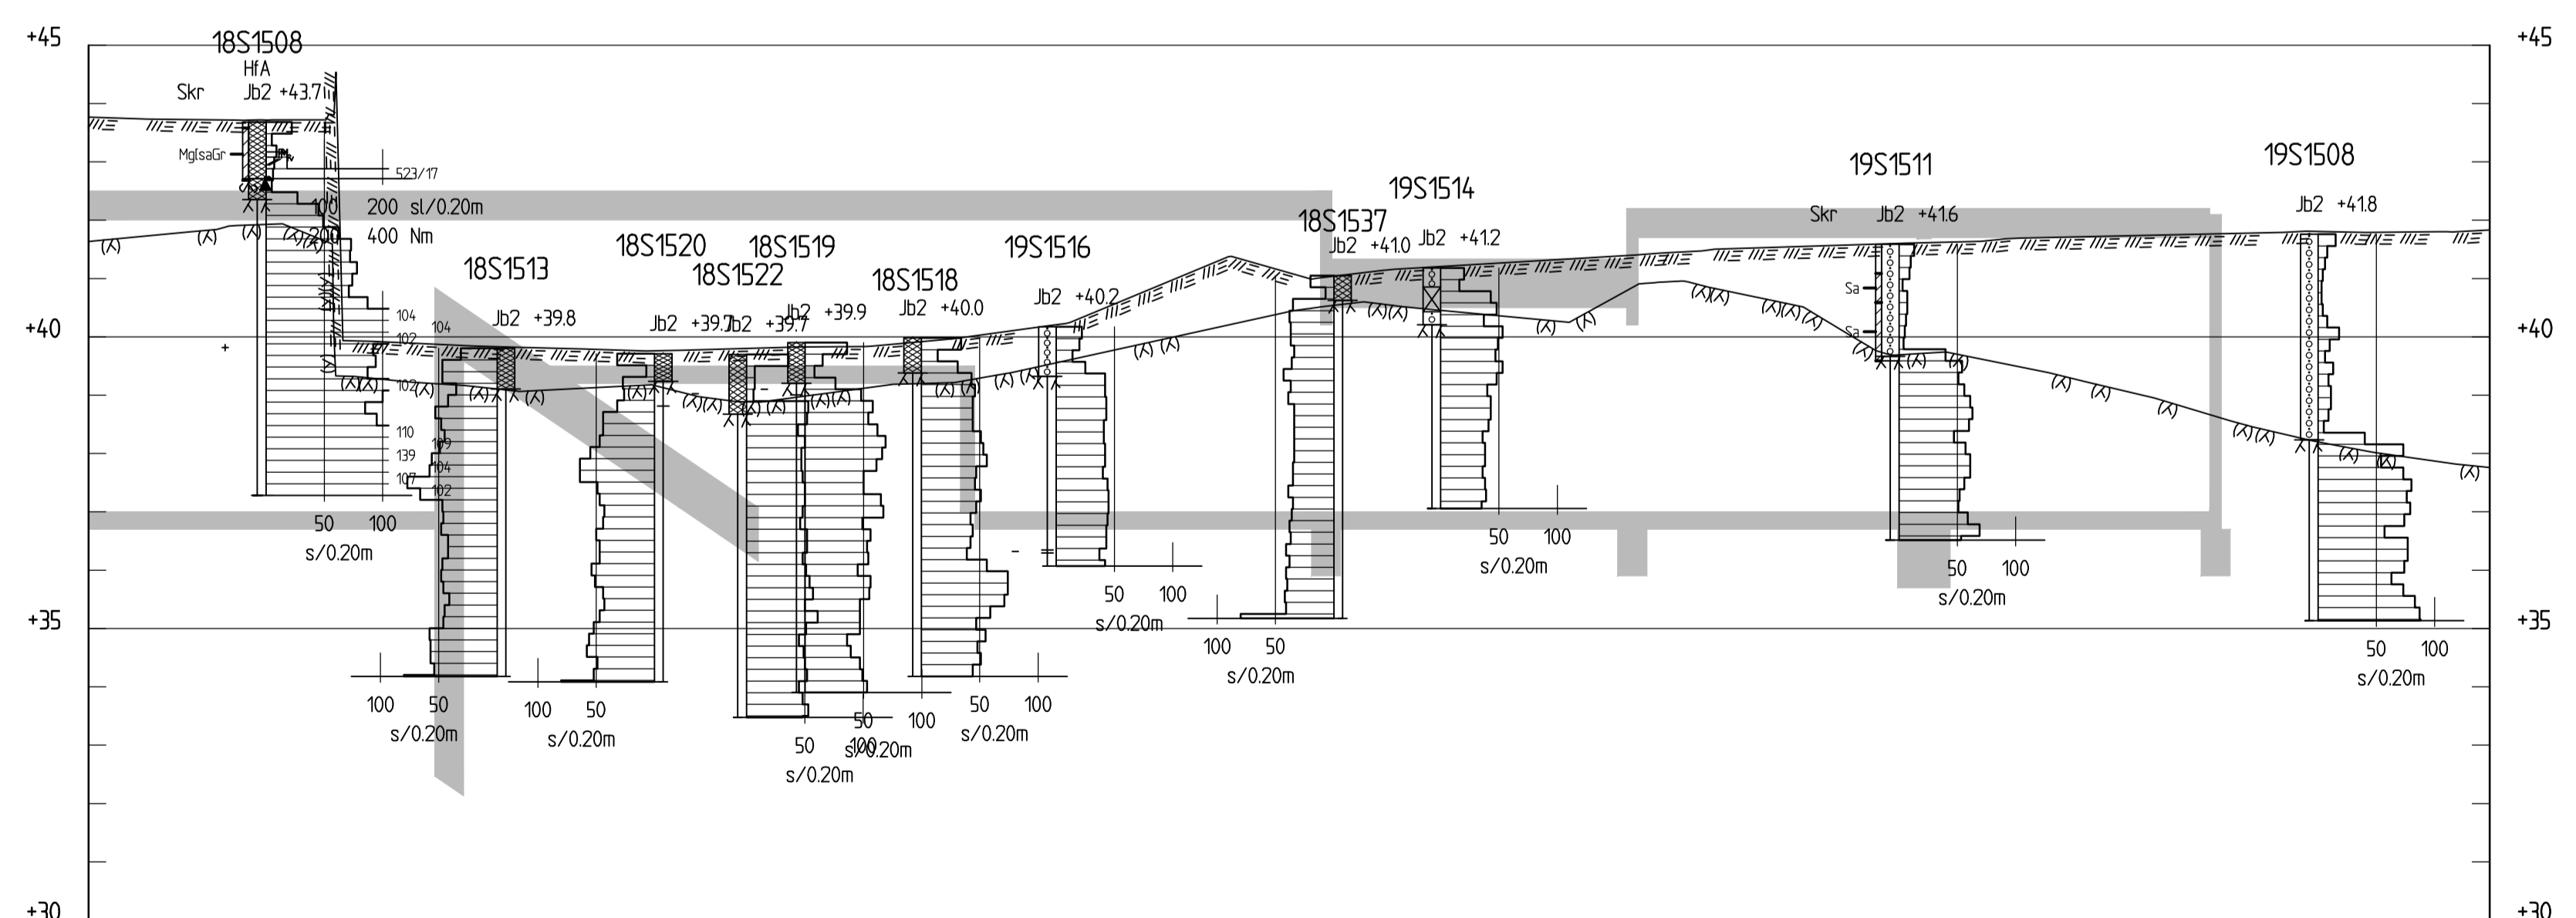 +45 +45
18S1508
HfA
Skr Jb2 +43.7
Mg[saGr
523/17
100 200 sl/0.20m
200 400 Nm
104
102
104
102
110
109
139
104
107
102
50 100
s/0.20m
+40 +40
18S1513
Jb2 +39.8
100 50
s/0.20m
18S1520
Jb2 +39.7
100 50
s/0.20m
18S1522
Jb2 +39.7
50 100
s/0.20m
18S1519
Jb2 +39.9
50 100
s/0.20m
18S1518
Jb2 +40.0
50 100
s/0.20m
19S1516
Jb2 +40.2
50 100
s/0.20m
18S1537
Jb2 +41.0
100 50
s/0.20m
19S1514
Jb2 +41.2
50 100
s/0.20m
19S1511
Skr Jb2 +41.6
Sa
Sa
50 100
s/0.20m
19S1508
Jb2 +41.8
50 100
s/0.20m
+35 +35
+30 +30